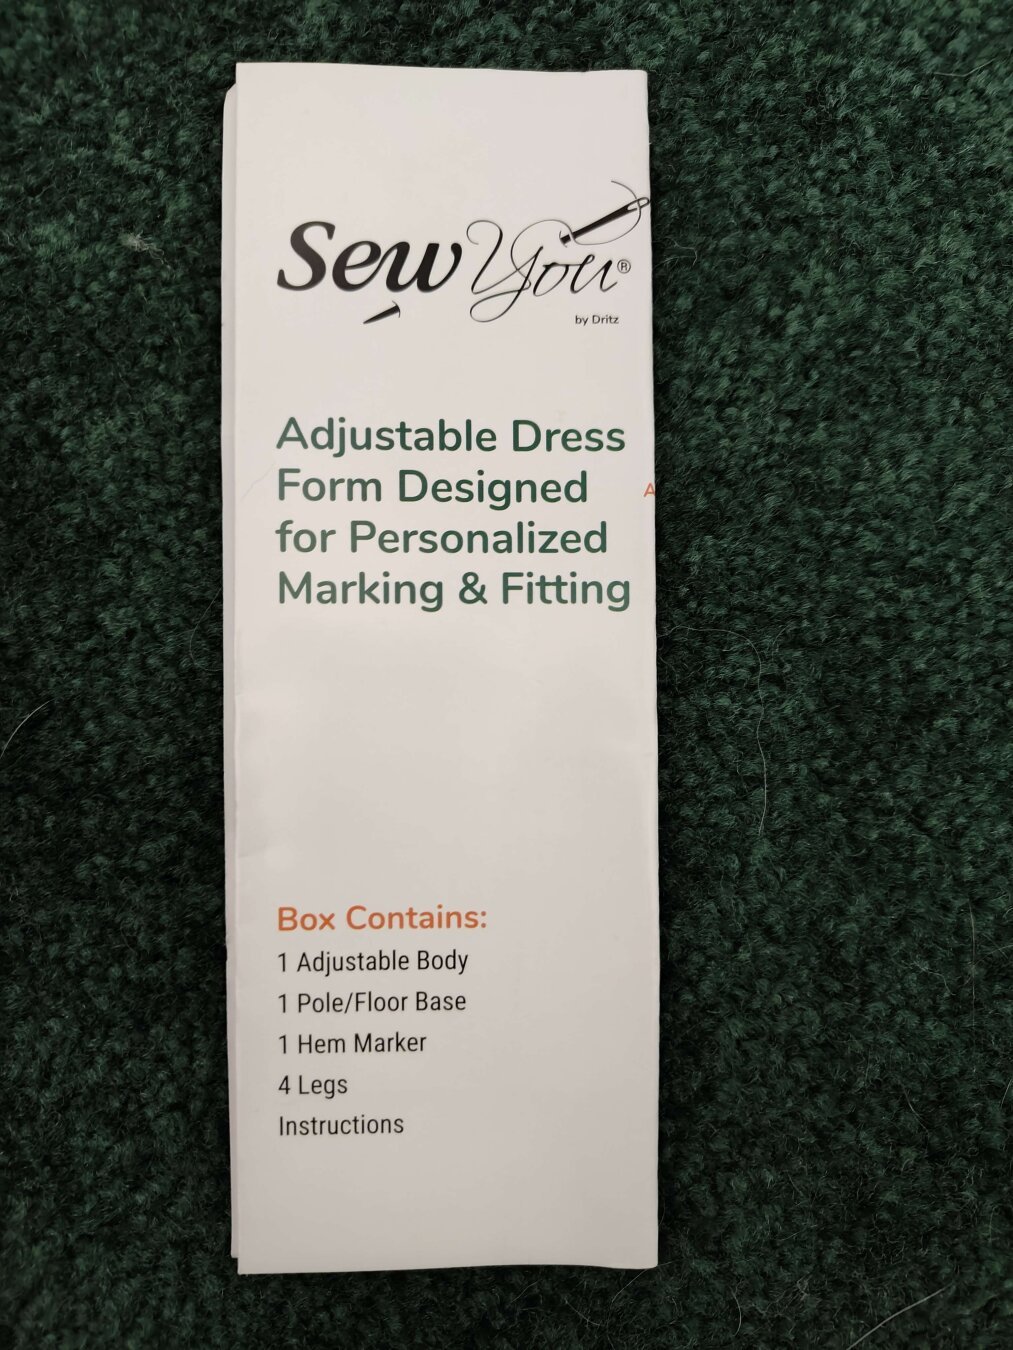 Sew You®
by Dritz
Adjustable Dress
Form Designed
for Personalized
Marking & Fitting
A
Box Contains:
1 Adjustable Body
1 Pole/Floor Base
1 Hem Marker
4 Legs
Instructions